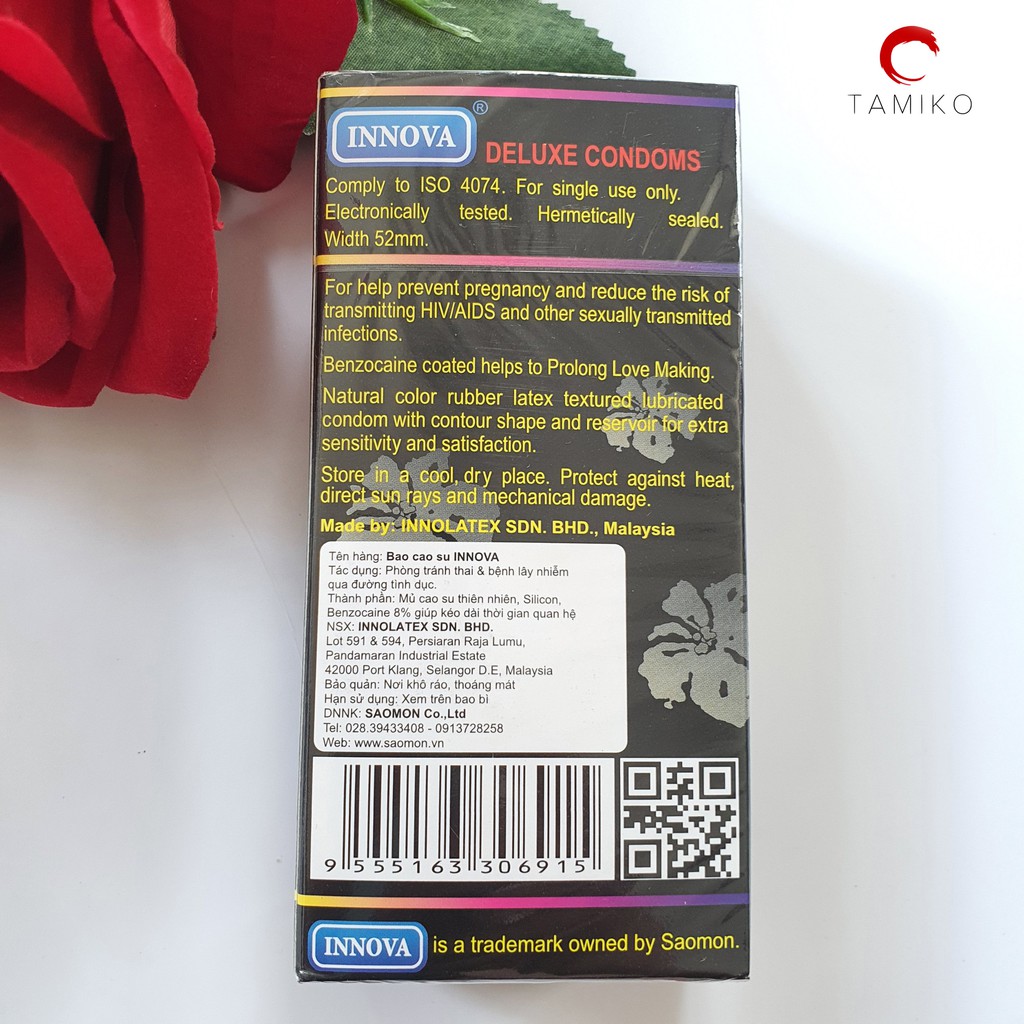 TAMIKO
INNOVA ®
DELUXE CONDOMS
Comply to ISO 4074. For single use only.
Electronically tested. Hermetically sealed.
Width 52mm.
For help prevent pregnancy and reduce the risk of
transmitting HIV/AIDS and other sexually transmitted
infections.
Benzocaine coated helps to Prolong Love Making.
Natural color rubber latex textured lubricated
condom with contour shape and reservoir for extra
sensitivity and satisfaction.
Store in a cool, dry place. Protect against heat,
direct sun rays and mechanical damage.
Made by: INNOLATEX SDN. BHD., Malaysia
Tên hàng: Bao cao su INNOVA
Tác dụng: Phòng tránh thai & bệnh lây nhiễm
qua đường tình dục.
Thành phần: Mủ cao su thiên nhiên, Silicon,
Benzocaine 8% giúp kéo dài thời gian quan hệ
NSX: INNOLATEX SDN. BHD.
Lot 591 & 594, Persiaran Raja Lumu,
Pandamaran Industrial Estate
42000 Port Klang, Selangor D.E, Malaysia
Bảo quản: Nơi khô ráo, thoáng mát
Hạn sử dụng: Xem trên bao bì
DNNK: SAOMON Co.,Ltd
Tel: 028.39433408 - 0913728258
Web: www.saomon.vn
9 555163 306915
INNOVA is a trademark owned by Saomon.